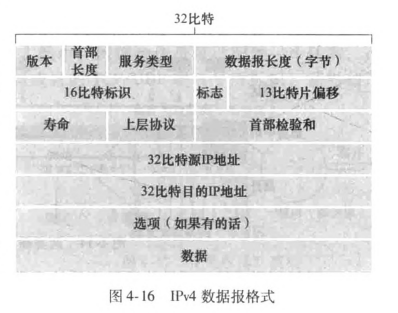 32比特
版本 首部长度 服务类型 数据报长度（字节）
16比特标识 标志 13比特片偏移
寿命 上层协议 首部检验和
32比特源IP地址
32比特目的IP地址
选项（如果有的话）
数据
图 4-16 IPv4 数据报格式